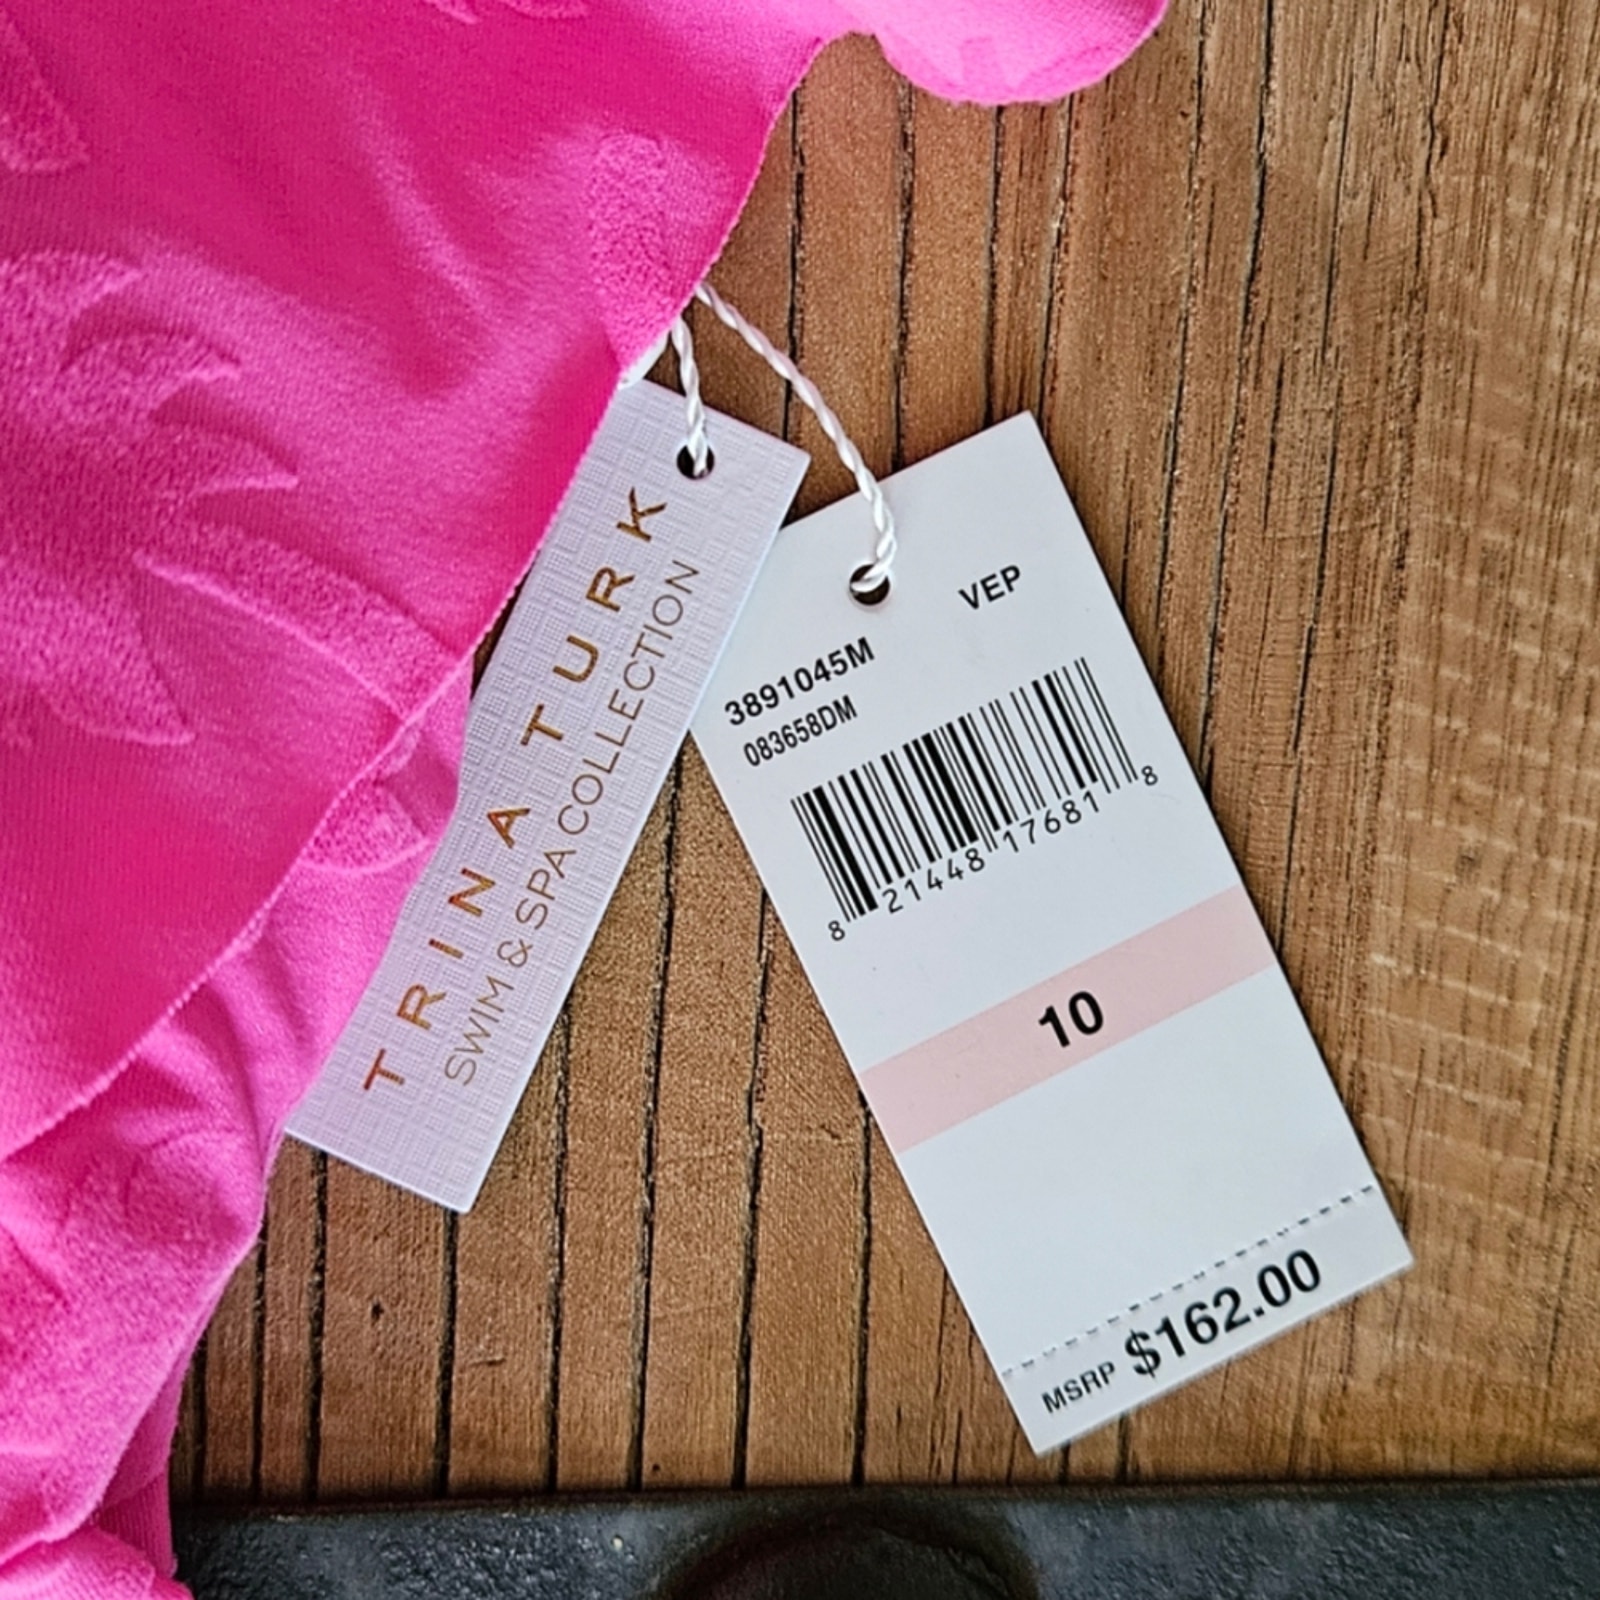 TRINA TURK
SWIM & SPA COLLECTION
VEP
3891045M
083658DM
8 21448 17681 8
10
MSRP $162.00